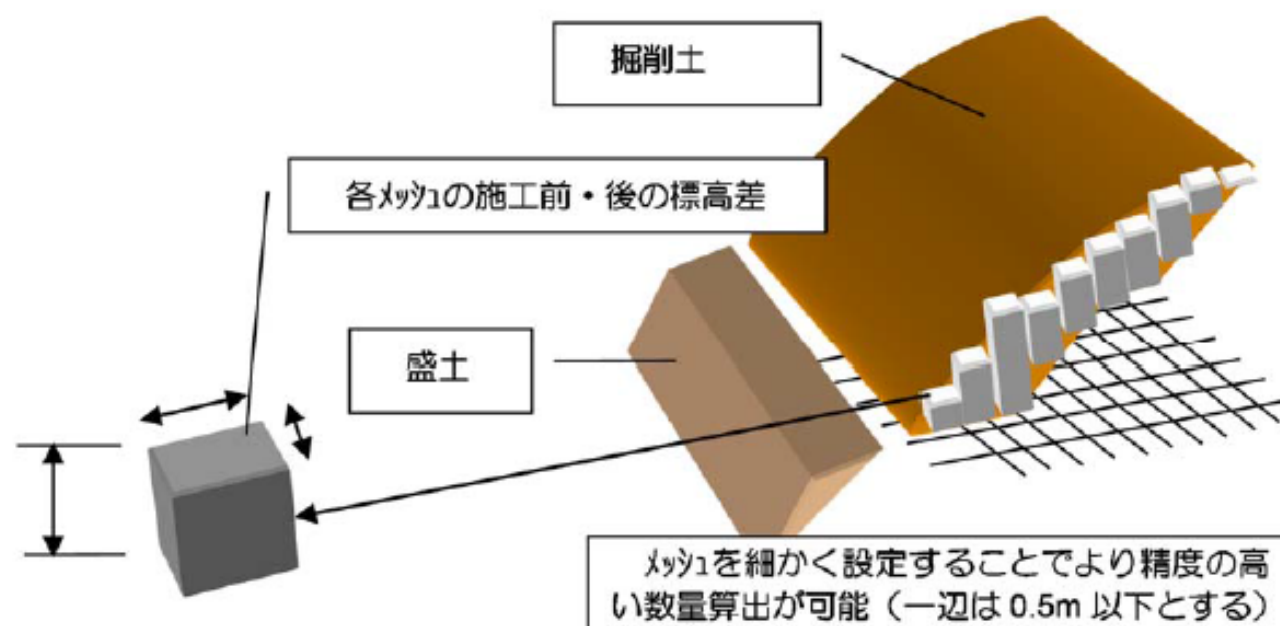 掘削土
各ﾒｯｼｭの施工前・後の標高差
盛土
ﾒｯｼｭを細かく設定することでより精度の高
い数量算出が可能（一辺は 0.5m 以下とする）